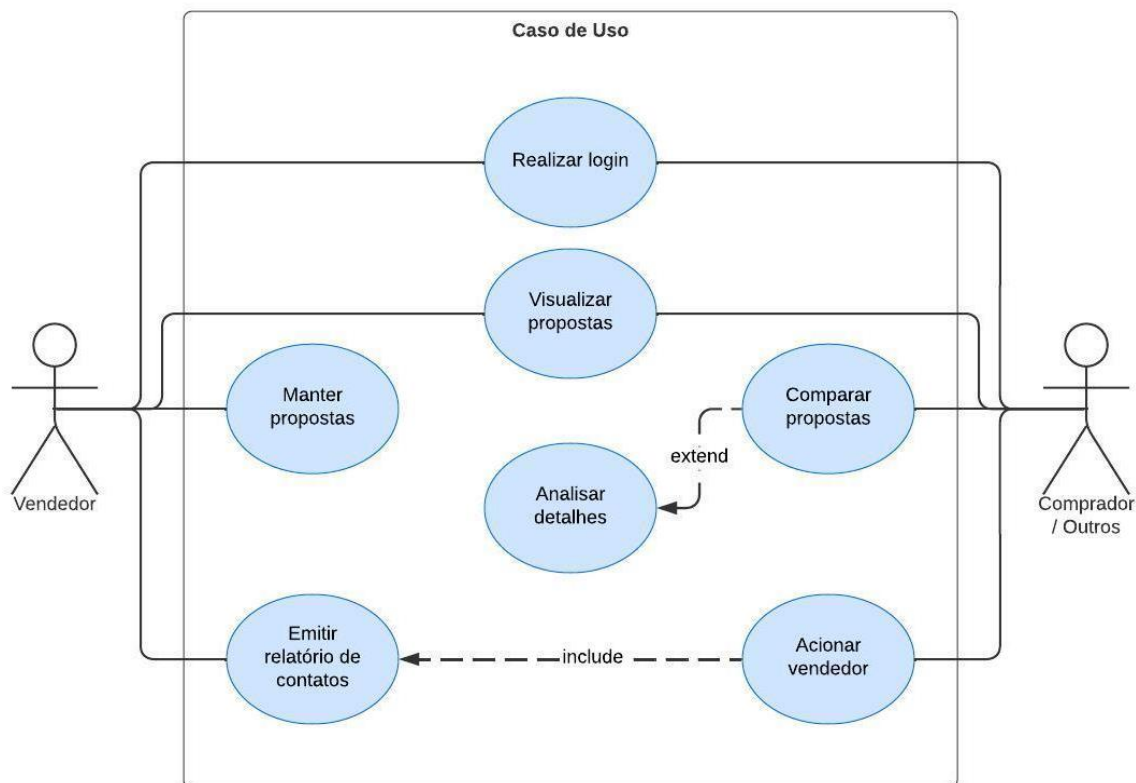 Caso de Uso
Realizar login
Visualizar
propostas
Manter
propostas
Comparar
propostas
extend
Analisar
detalhes
Vendedor
Comprador
/ Outros
Emitir
relatório de
contatos
include
Acionar
vendedor